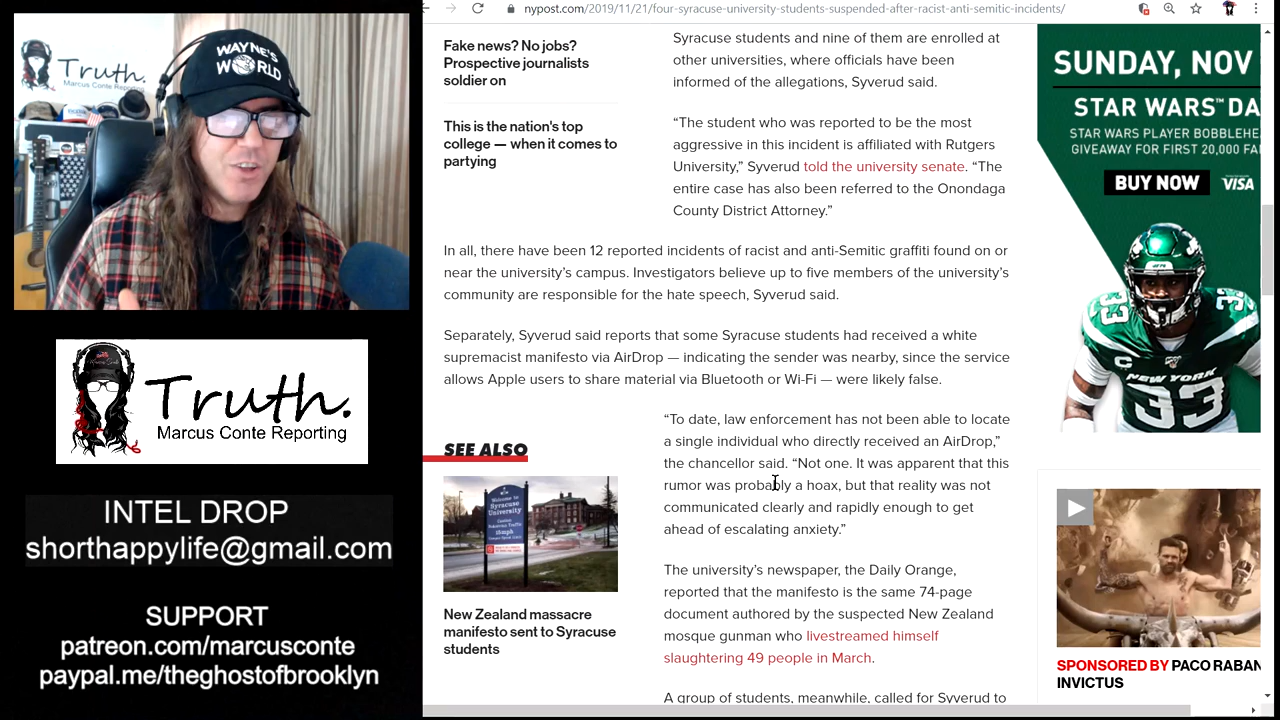 WAYNE'S
WORLD
Truth.
Marcus Conte Reporting
Truth.
Marcus Conte Reporting
INTEL DROP
shorthappylife@gmail.com
SUPPORT
patreon.com/marcusconte
paypal.me/theghostofbrooklyn
nypost.com/2019/11/21/four-syracuse-university-students-suspended-after-racist-anti-semitic-incidents/
Fake news? No jobs?
Prospective journalists
soldier on
This is the nation's top
college — when it comes to
partying
Syracuse students and nine of them are enrolled at
other universities, where officials have been
informed of the allegations, Syverud said.
“The student who was reported to be the most
aggressive in this incident is affiliated with Rutgers
University,” Syverud told the university senate. “The
entire case has also been referred to the Onondaga
County District Attorney.”
In all, there have been 12 reported incidents of racist and anti-Semitic graffiti found on or
near the university’s campus. Investigators believe up to five members of the university’s
community are responsible for the hate speech, Syverud said.
Separately, Syverud said reports that some Syracuse students had received a white
supremacist manifesto via AirDrop — indicating the sender was nearby, since the service
allows Apple users to share material via Bluetooth or Wi-Fi — were likely false.
SEE ALSO
Welcome to
Syracuse
University
New Zealand massacre
manifesto sent to Syracuse
students
“To date, law enforcement has not been able to locate
a single individual who directly received an AirDrop,”
the chancellor said. “Not one. It was apparent that this
rumor was probably a hoax, but that reality was not
communicated clearly and rapidly enough to get
ahead of escalating anxiety.”
The university’s newspaper, the Daily Orange,
reported that the manifesto is the same 74-page
document authored by the suspected New Zealand
mosque gunman who livestreamed himself
slaughtering 49 people in March.
A group of students, meanwhile, called for Syverud to
SUNDAY, NOV
STAR WARS™ DA
STAR WARS PLAYER BOBBLEHE
GIVEAWAY FOR FIRST 20,000 FA
BUY NOW
VISA
33
C
NEW YORK
33
SPONSORED BY PACO RABAN
INVICTUS